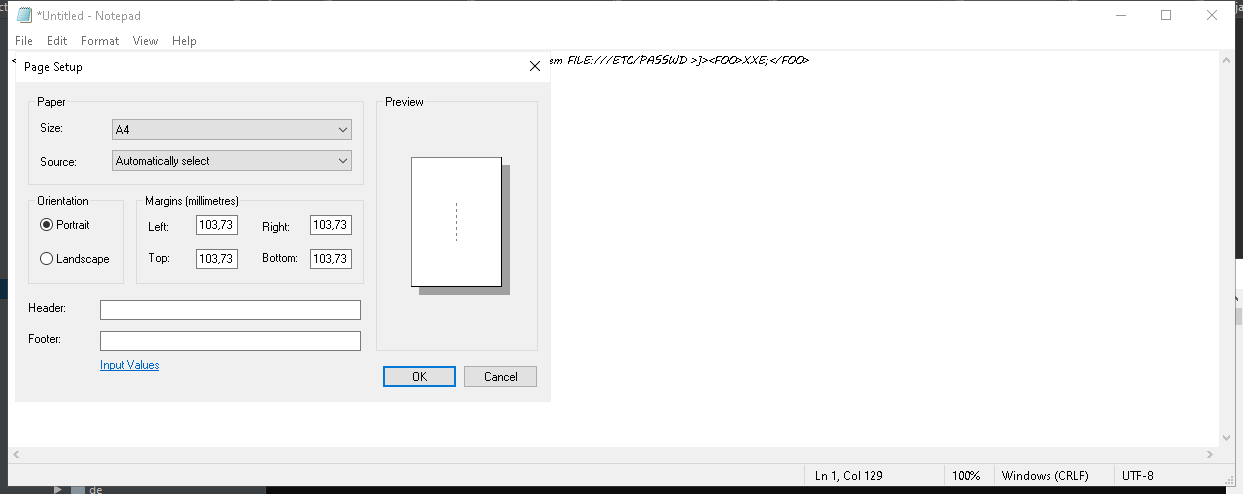 *Untitled - Notepad
File Edit Format View Help
<
sm FILE:///ETC/PASSWD >]><FOO>XXE;</FOO>
Page Setup
Paper
Size: A4
Source: Automatically select
Orientation
Portrait
Landscape
Margins (millimetres)
Left: 103,73 Right: 103,73
Top: 103,73 Bottom: 103,73
Header:
Footer:
Input Values
Preview
OK Cancel
Ln 1, Col 129 100% Windows (CRLF) UTF-8
de